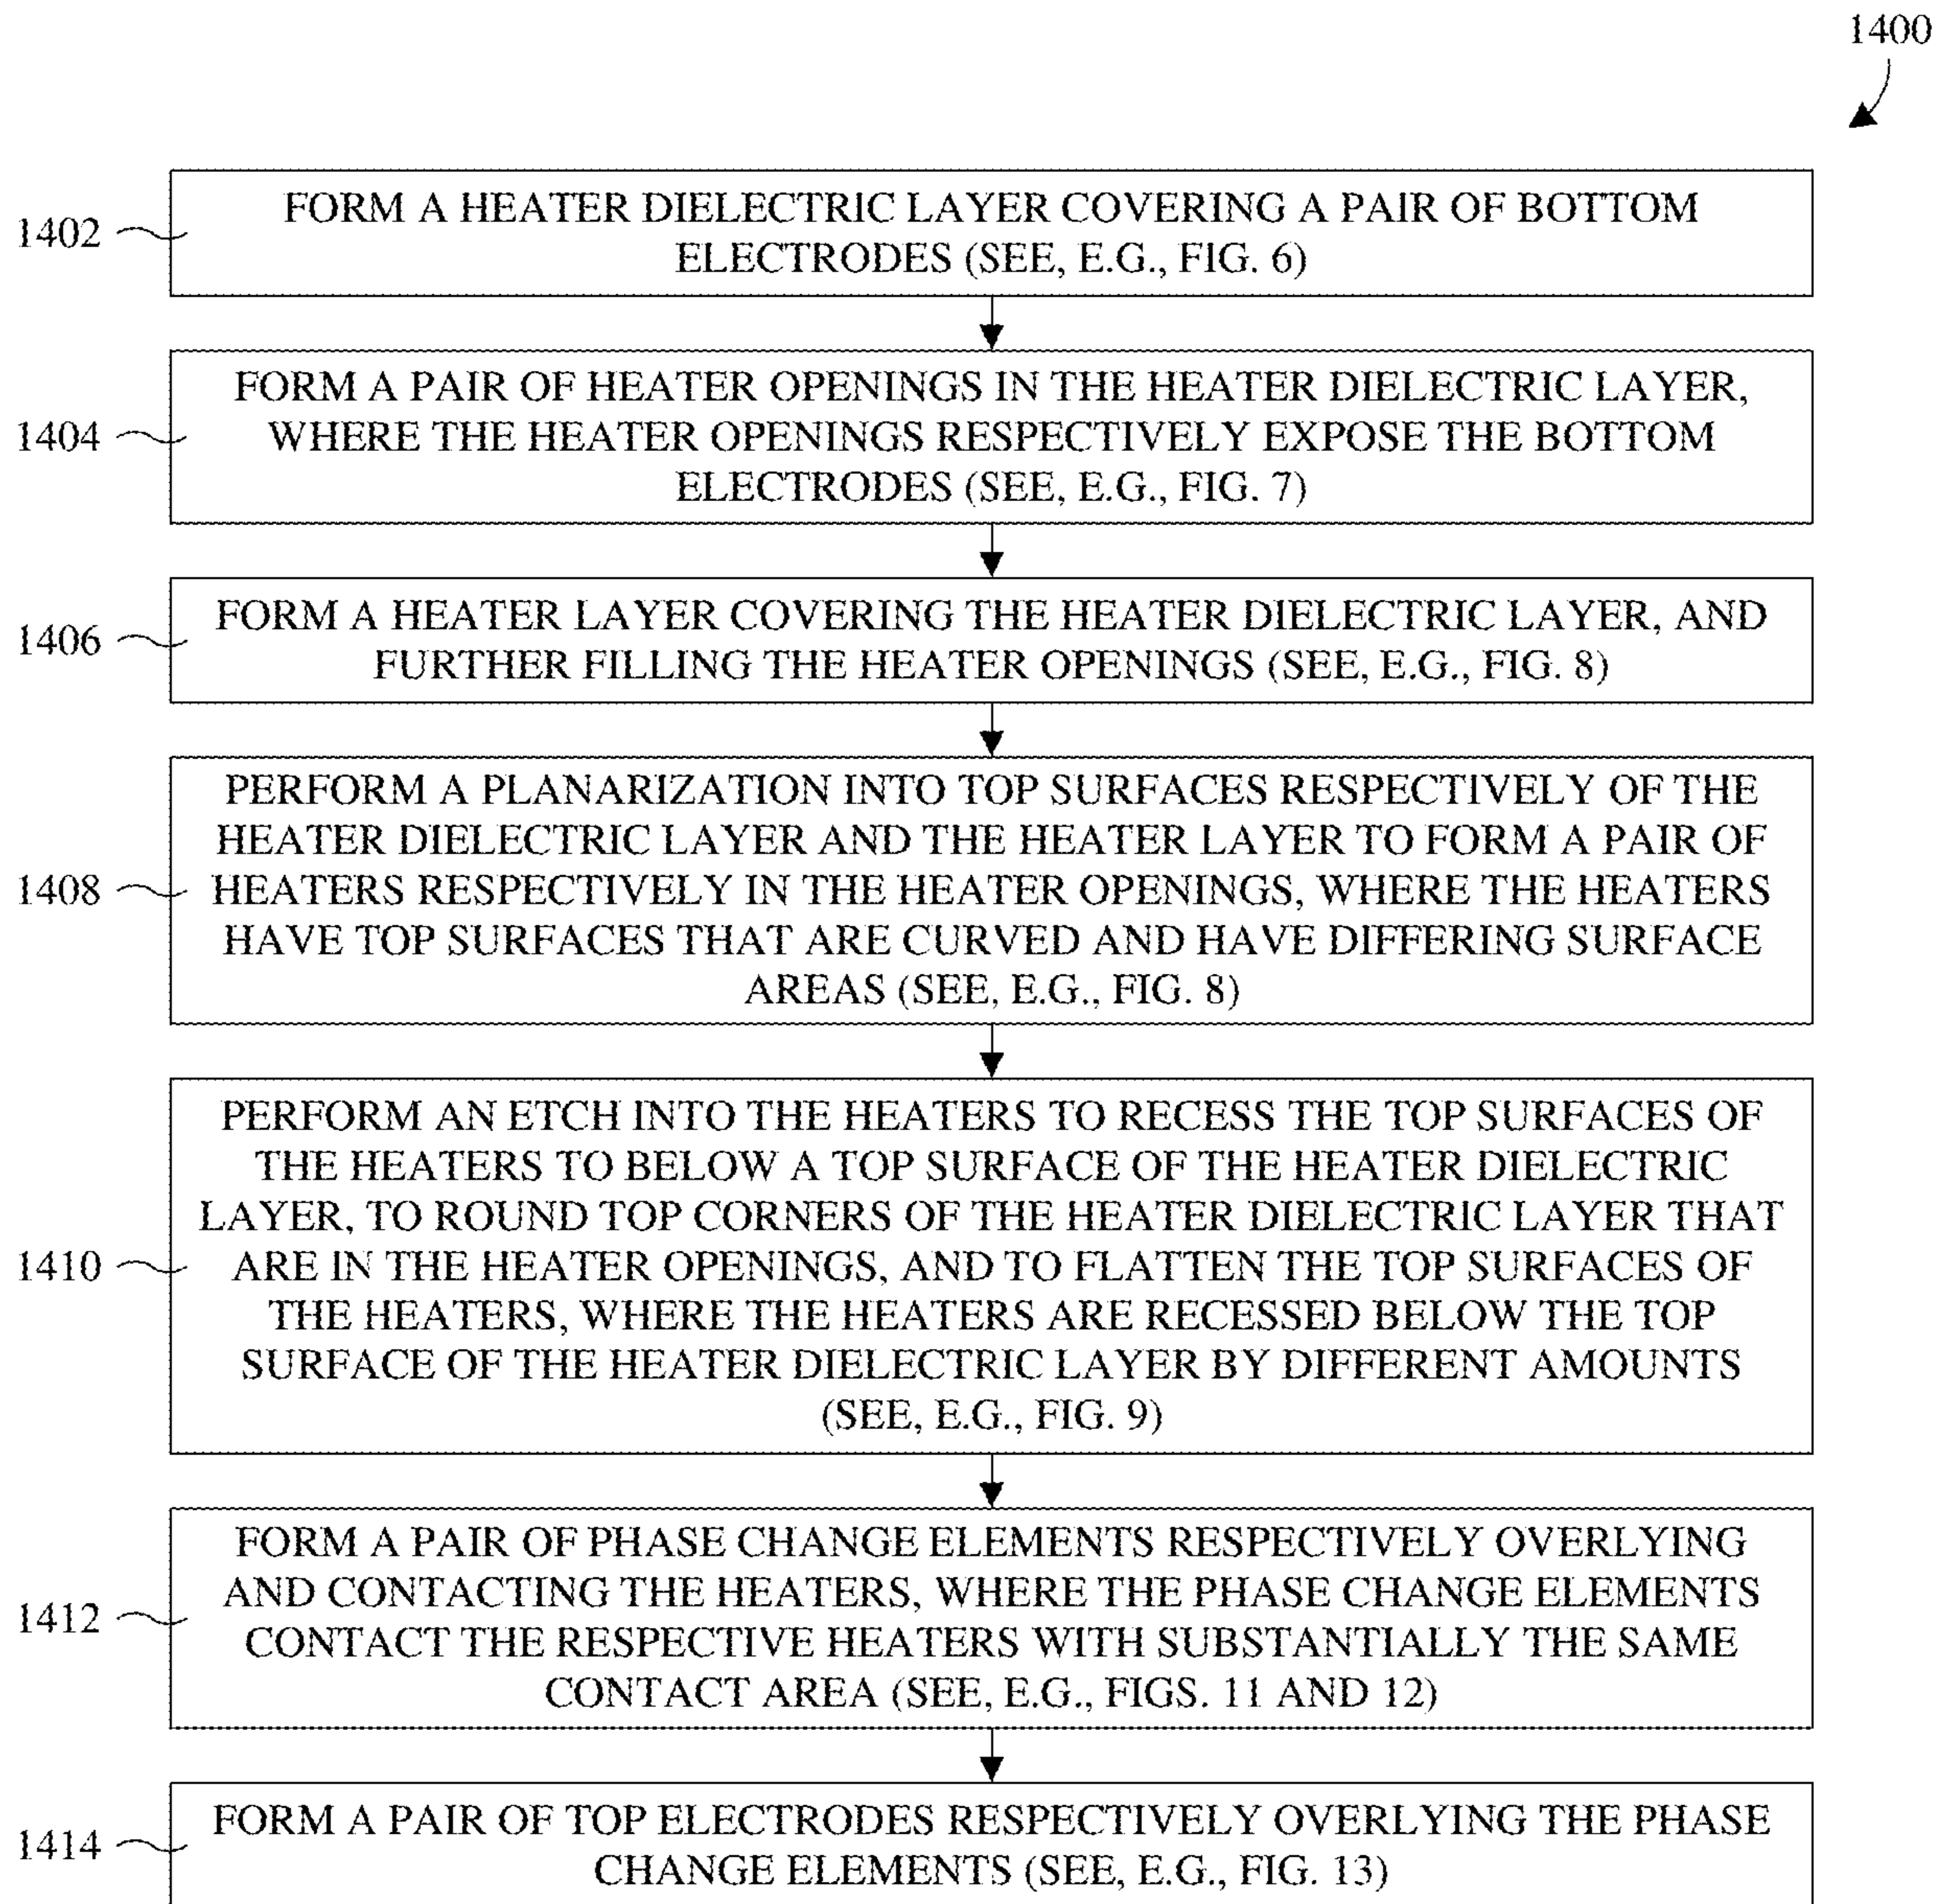 1400
1402
FORM A HEATER DIELECTRIC LAYER COVERING A PAIR OF BOTTOM
ELECTRODES (SEE, E.G., FIG. 6)
1404
FORM A PAIR OF HEATER OPENINGS IN THE HEATER DIELECTRIC LAYER,
WHERE THE HEATER OPENINGS RESPECTIVELY EXPOSE THE BOTTOM
ELECTRODES (SEE, E.G., FIG. 7)
1406
FORM A HEATER LAYER COVERING THE HEATER DIELECTRIC LAYER, AND
FURTHER FILLING THE HEATER OPENINGS (SEE, E.G., FIG. 8)
1408
PERFORM A PLANARIZATION INTO TOP SURFACES RESPECTIVELY OF THE
HEATER DIELECTRIC LAYER AND THE HEATER LAYER TO FORM A PAIR OF
HEATERS RESPECTIVELY IN THE HEATER OPENINGS, WHERE THE HEATERS
HAVE TOP SURFACES THAT ARE CURVED AND HAVE DIFFERING SURFACE
AREAS (SEE, E.G., FIG. 8)
1410
PERFORM AN ETCH INTO THE HEATERS TO RECESS THE TOP SURFACES OF
THE HEATERS TO BELOW A TOP SURFACE OF THE HEATER DIELECTRIC
LAYER, TO ROUND TOP CORNERS OF THE HEATER DIELECTRIC LAYER THAT
ARE IN THE HEATER OPENINGS, AND TO FLATTEN THE TOP SURFACES OF
THE HEATERS, WHERE THE HEATERS ARE RECESSED BELOW THE TOP
SURFACE OF THE HEATER DIELECTRIC LAYER BY DIFFERENT AMOUNTS
(SEE, E.G., FIG. 9)
1412
FORM A PAIR OF PHASE CHANGE ELEMENTS RESPECTIVELY OVERLYING
AND CONTACTING THE HEATERS, WHERE THE PHASE CHANGE ELEMENTS
CONTACT THE RESPECTIVE HEATERS WITH SUBSTANTIALLY THE SAME
CONTACT AREA (SEE, E.G., FIGS. 11 AND 12)
1414
FORM A PAIR OF TOP ELECTRODES RESPECTIVELY OVERLYING THE PHASE
CHANGE ELEMENTS (SEE, E.G., FIG. 13)